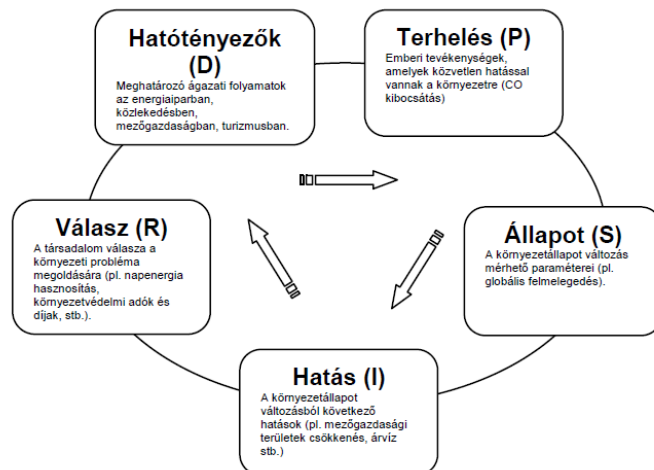 Hatótényezők
(D)
Meghatározó ágazati folyamatok
az energiaiparban,
közlekedésben,
mezőgazdaságban, turizmusban.
Terhelés (P)
Emberi tevékenységek,
amelyek közvetlen hatással
vannak a környezetre (CO
kibocsátás)
Válasz (R)
A társadalom válasza a
környezeti probléma
megoldására (pl. napenergia
hasznosítás,
környezetvédelmi adók és
díjak, stb.).
Állapot (S)
A környezetállapot változás
mérhető paraméterei (pl.
globális felmelegedés).
Hatás (I)
A környezetállapot
változásból következő
hatások (pl. mezőgazdasági
területek csökkenés, árvíz
stb.)